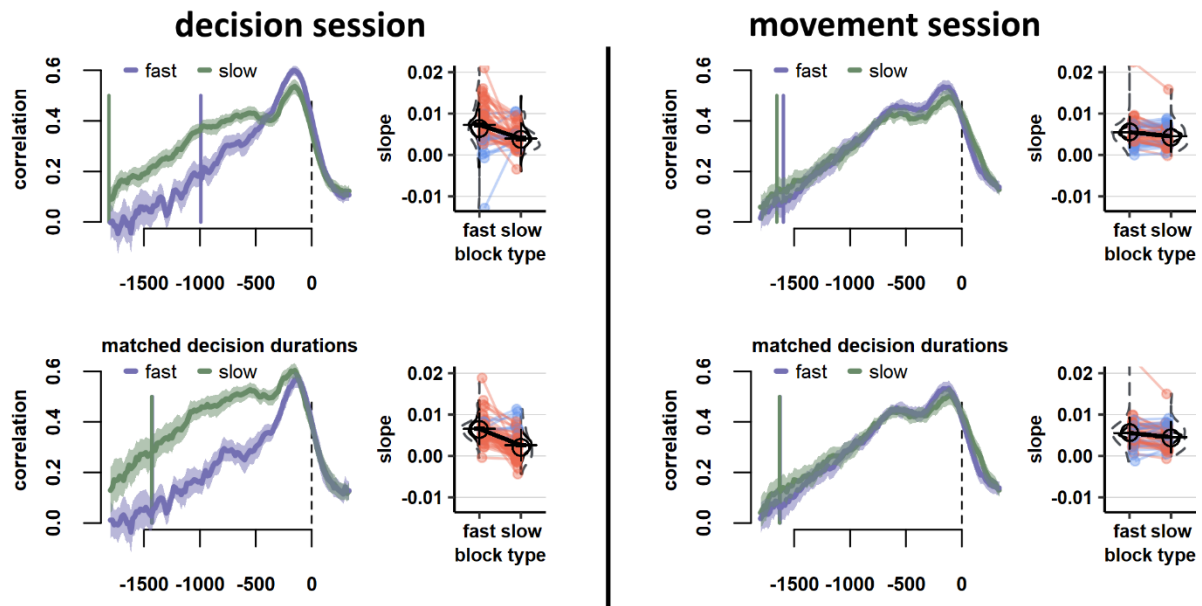 decision session
movement session
fast slow
correlation
0.0 0.2 0.4 0.6
-1500 -1000 -500 0
slope
0.02
0.01
0.00
-0.01
fast slow
block type
fast slow
correlation
0.0 0.2 0.4 0.6
-1500 -1000 -500 0
slope
0.02
0.01
0.00
-0.01
fast slow
block type
matched decision durations
fast slow
correlation
0.0 0.2 0.4 0.6
-1500 -1000 -500 0
slope
0.02
0.01
0.00
-0.01
fast slow
block type
matched decision durations
fast slow
correlation
0.0 0.2 0.4 0.6
-1500 -1000 -500 0
slope
0.02
0.01
0.00
-0.01
fast slow
block type